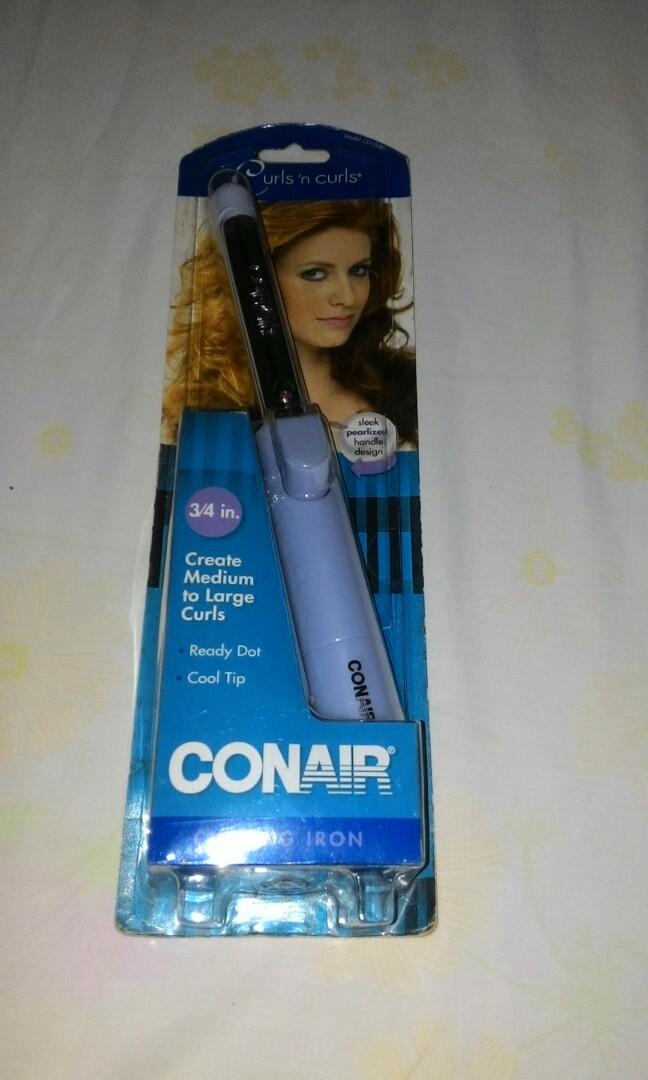 Curls 'n curls®
sleek
pearlized
handle
design
3/4 in.
Create
Medium
to Large
Curls
• Ready Dot
• Cool Tip
CONAIR
CONAIR®
IRON